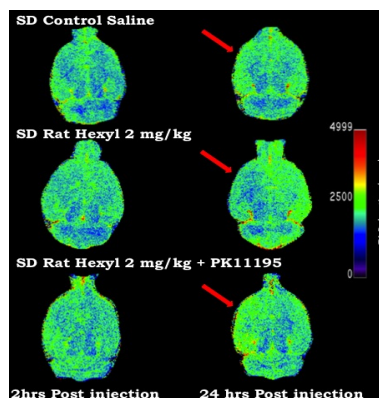 SD Control Saline
SD Rat Hexyl 2 mg/kg
4999
2500
0
SD Rat Hexyl 2 mg/kg + PK11195
2hrs Post injection
24 hrs Post injection